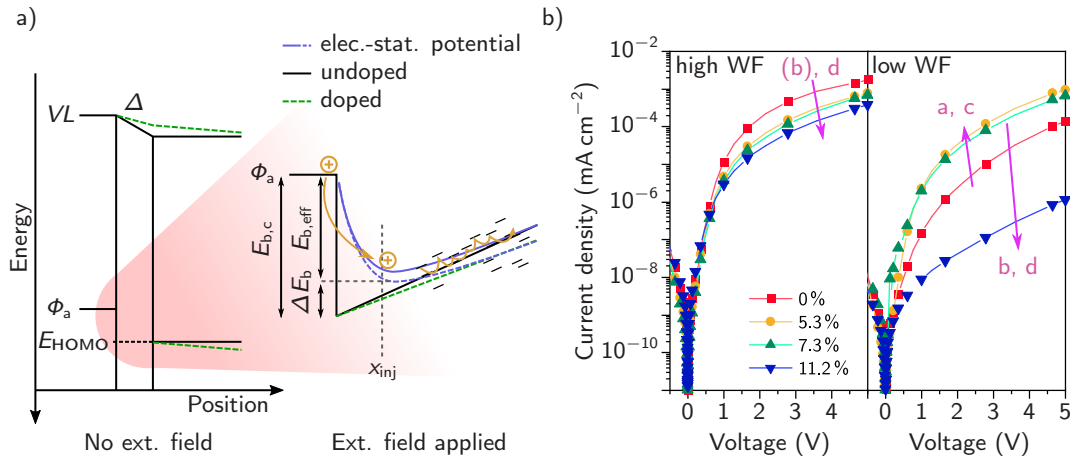 a)
elec.-stat. potential
undoped
doped
VL
Δ
Φa
Eb,c
Eb,eff
ΔEb
xinj
Energy
Φa
EHOMO
Position
No ext. field
Ext. field applied
b)
Current density (mA cm−2)
10−2
10−4
10−6
10−8
10−10
high WF
(b), d
0%
5.3%
7.3%
11.2%
0 1 2 3 4
Voltage (V)
low WF
a, c
b, d
0 1 2 3 4 5
Voltage (V)